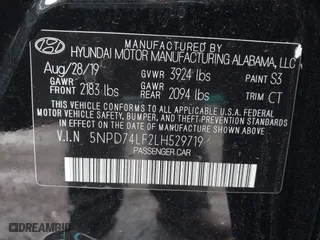 MANUFACTURED BY
HYUNDAI MOTOR MANUFACTURING ALABAMA, LLC
Aug/28/19 GVWR 3924 lbs PAINT S3
GAWR FRONT 2183 lbs GAWR REAR 2094 lbs TRIM CT
THIS VEHICLE CONFORMS TO ALL APPLICABLE U.S.A. FEDERAL
MOTOR VEHICLE SAFETY, BUMPER, AND THEFT PREVENTION
STANDARDS IN EFFECT ON THE DATE OF MANUFACTURE SHOWN ABOVE.
V.I.N 5NPD74LF2LH529719
PASSENGER CAR